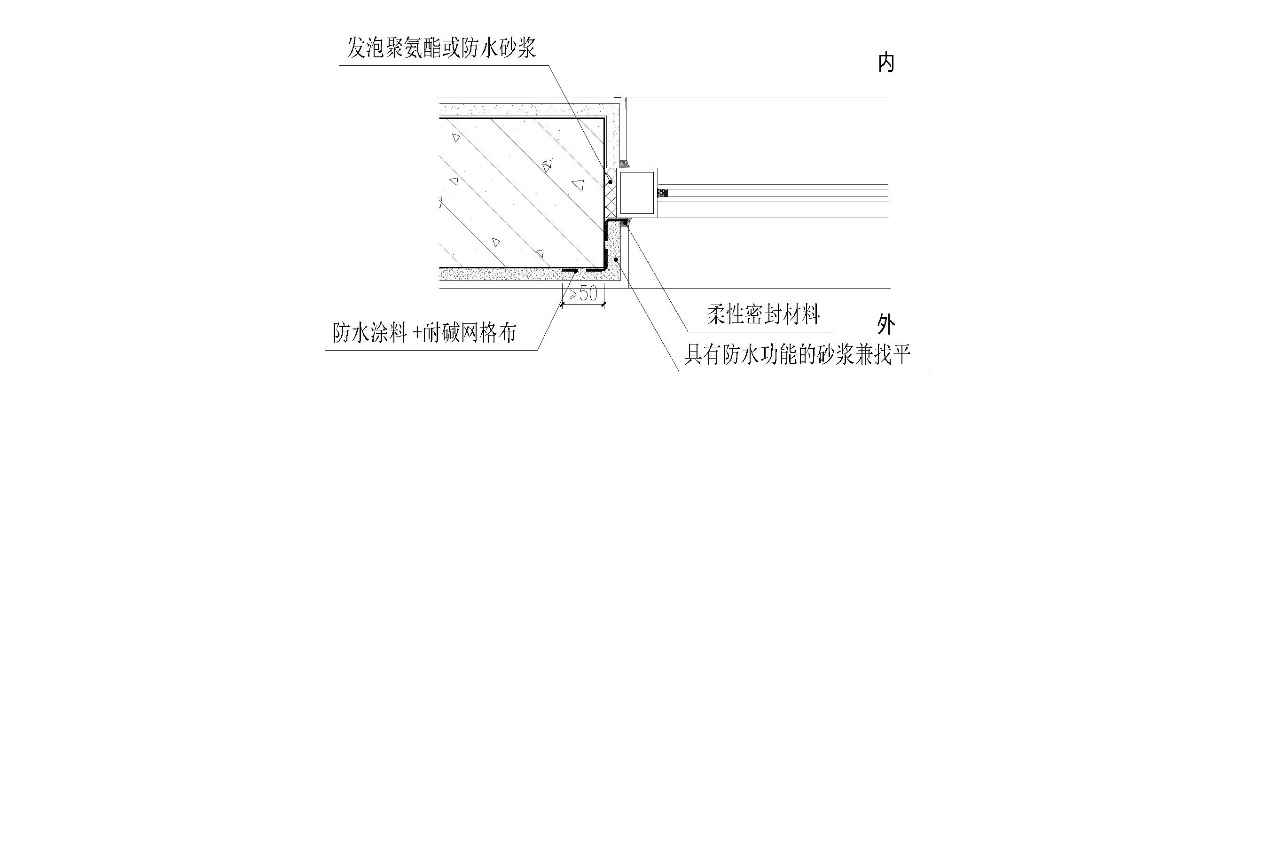 发泡聚氨酯或防水砂浆
内
≥50
柔性密封材料
外
防水涂料+耐碱网格布
具有防水功能的砂浆兼找平